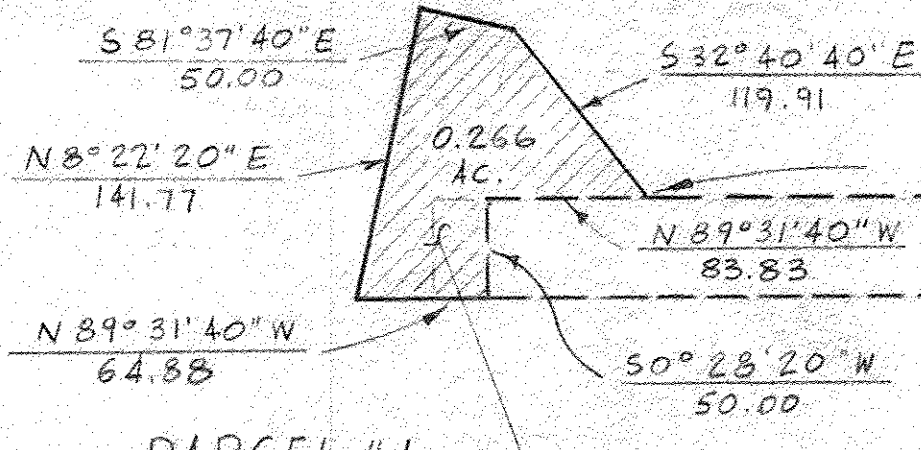 S 81° 37' 40" E
50.00
S 32° 40' 40" E
119.91
N 8° 22' 20" E
141.77
0.266
AC.
N 89° 31' 40" W
83.83
N 89° 31' 40" W
64.88
S 0° 28' 20" W
50.00